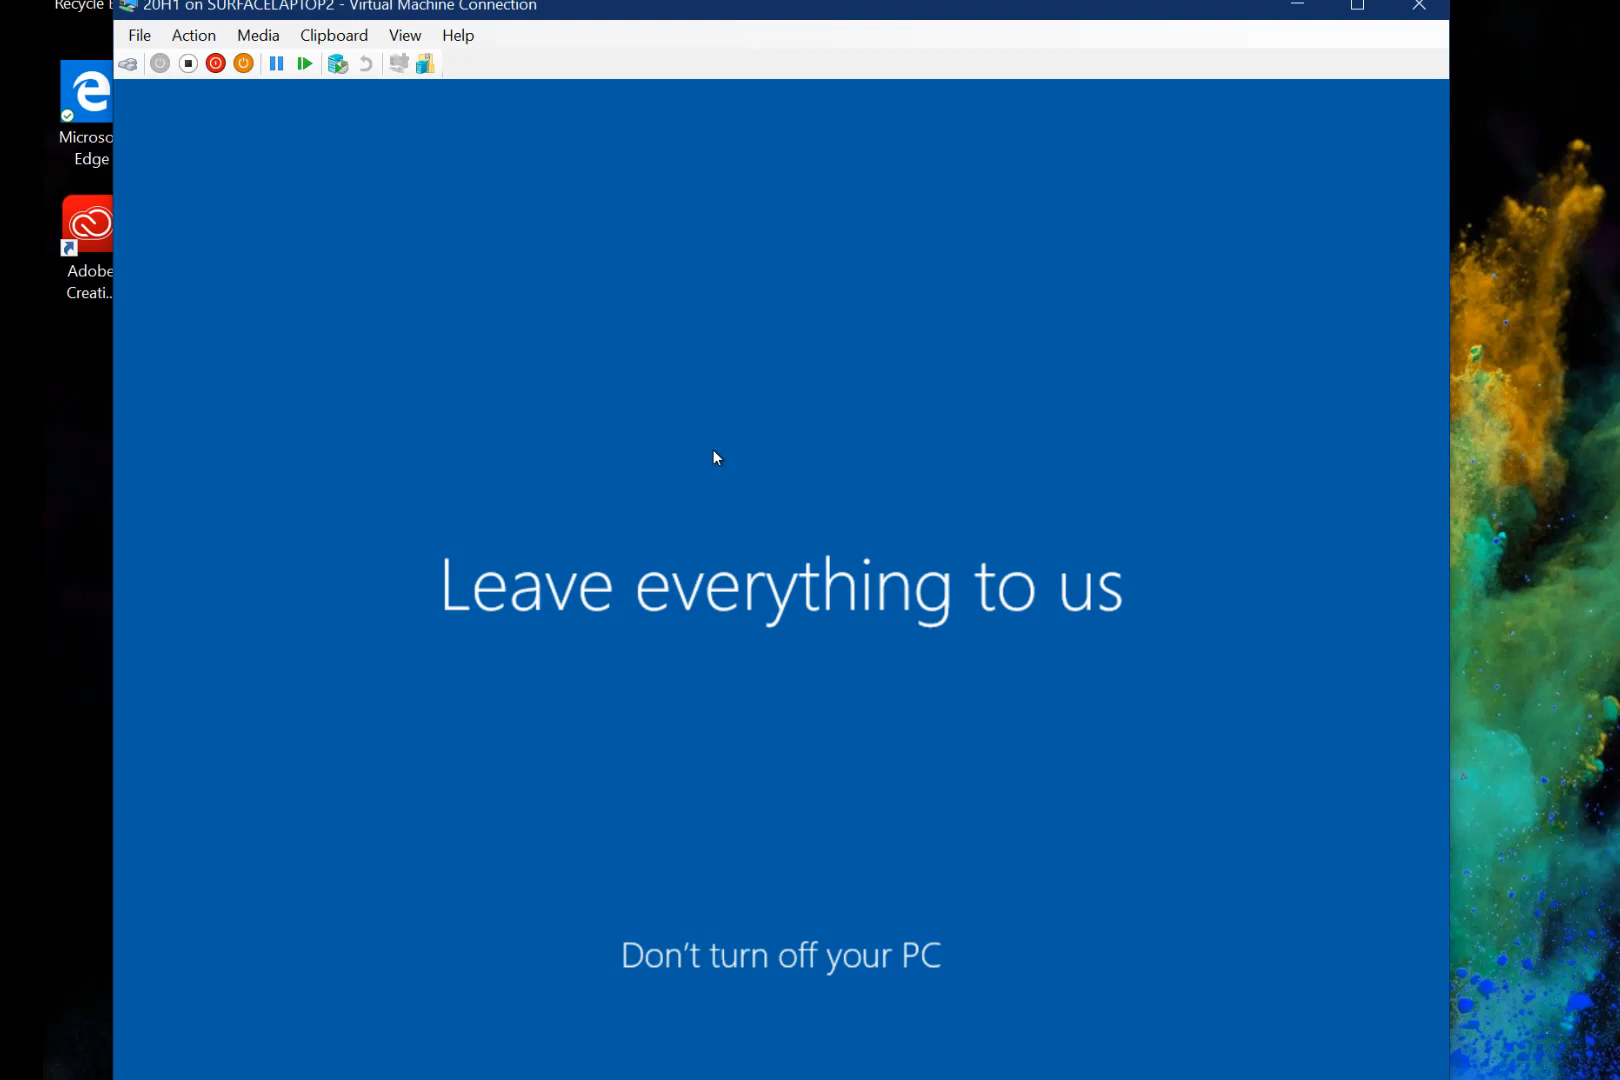 Recycle
20H1 on SURFACELAPTOP2 - Virtual Machine Connection
File Action Media Clipboard View Help
Microso
Edge
Adobe
Creati...
Leave everything to us
Don't turn off your PC